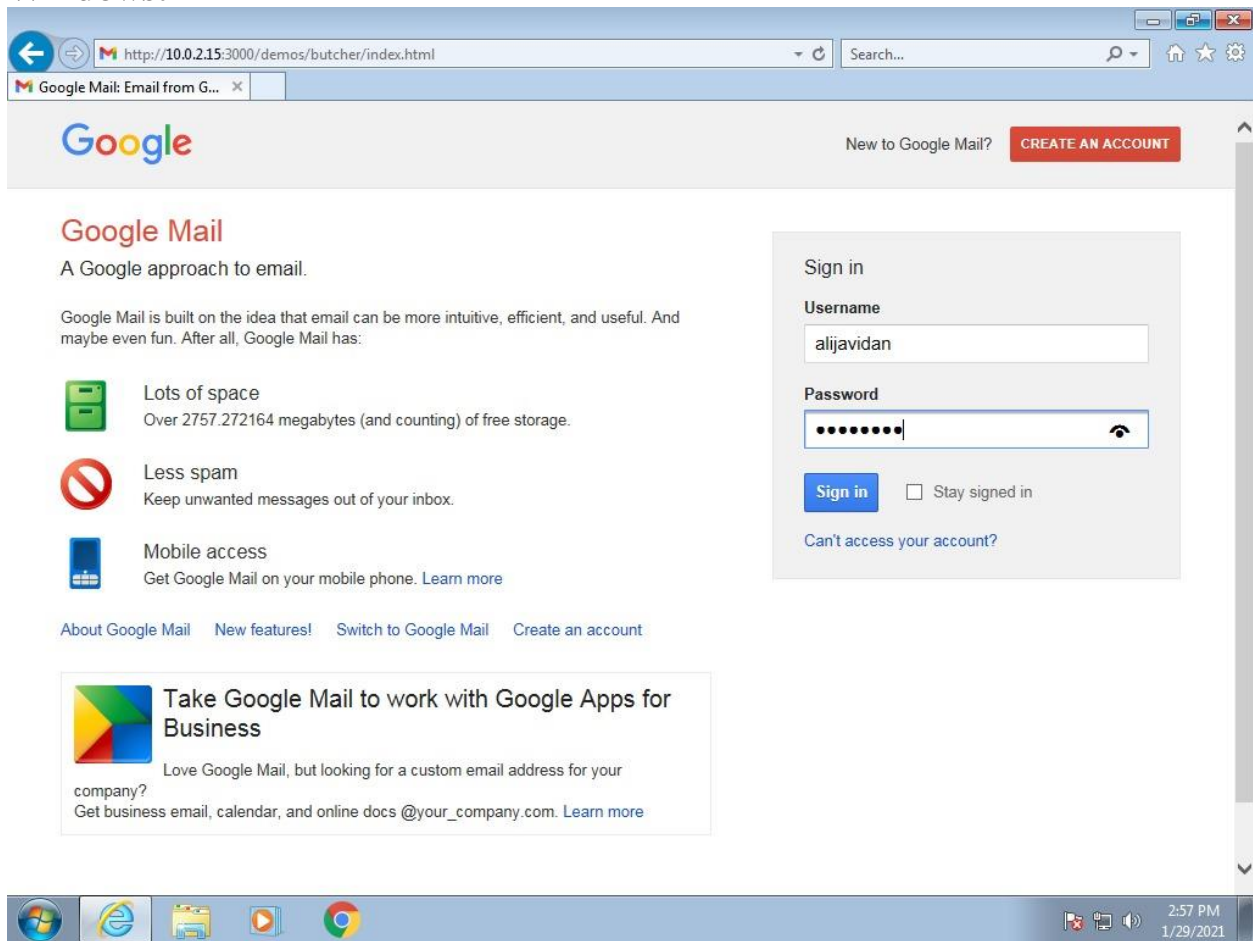 http://10.0.2.15:3000/demos/butcher/index.html
Search...
Google Mail: Email from G...
Google
New to Google Mail? CREATE AN ACCOUNT
Google Mail
A Google approach to email.
Google Mail is built on the idea that email can be more intuitive, efficient, and useful. And
maybe even fun. After all, Google Mail has:
Lots of space
Over 2757.272164 megabytes (and counting) of free storage.
Less spam
Keep unwanted messages out of your inbox.
Mobile access
Get Google Mail on your mobile phone. Learn more
About Google Mail New features! Switch to Google Mail Create an account
Take Google Mail to work with Google Apps for
Business
Love Google Mail, but looking for a custom email address for your
company?
Get business email, calendar, and online docs @your_company.com. Learn more
Sign in
Username
alijavidan
Password
••••••••
Sign in Stay signed in
Can't access your account?
2:57 PM
1/29/2021